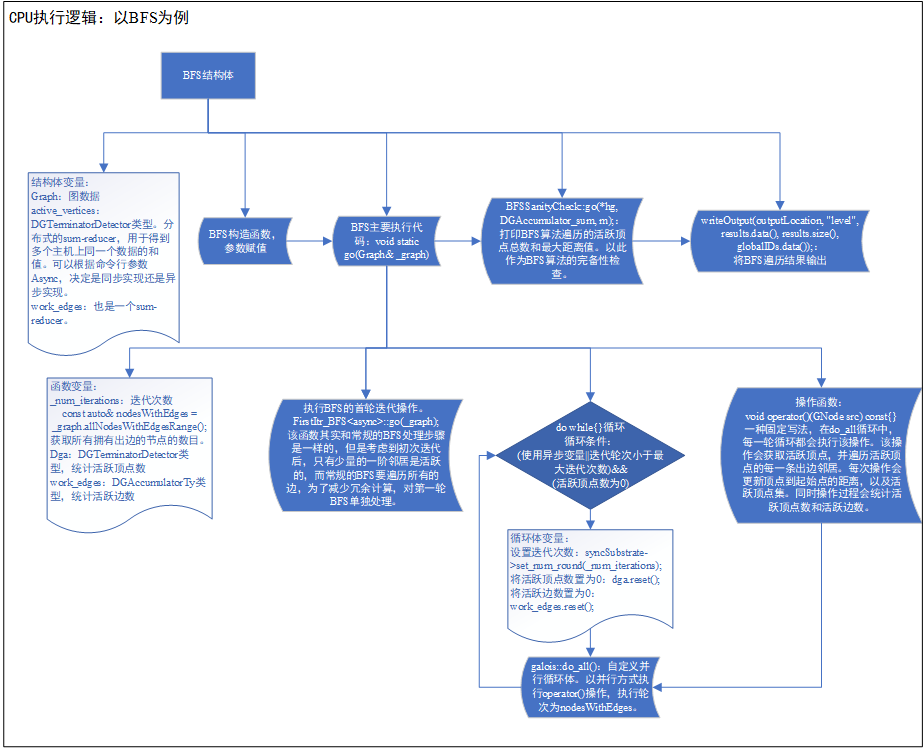 CPU执行逻辑：以BFS为例
BFS结构体
结构体变量：
Graph：图数据
active_vertices：
DGTerminatorDetector类型。分
布式的sum-reducer，用于得到
多个主机上同一个数据的和
值。可以根据命令行参数
Async，决定是同步实现还是异
步实现。
work_edges：也是一个sum-
reducer。
BFS构造函数，
参数赋值
BFS主要执行代
码：void static
go(Graph& _graph)
BFSSanityCheck::go(*hg,
DGAccumulator_sum, m);：
打印BFS算法遍历的活跃顶
点总数和最大距离值。以此
作为BFS算法的完备性检
查。
writeOutput(outputLocation, "level",
results.data(), results.size(),
globalIDs.data());：
将BFS遍历结果输出
函数变量：
_num_iterations：迭代次数
const auto& nodesWithEdges =
_graph.allNodesWithEdgesRange();
获取所有拥有出边的节点的数目。
Dga：DGTerminatorDetector类
型，统计活跃顶点数
work_edges：DGAccumulatorTy类
型，统计活跃边数
执行BFS的首轮迭代操作。
FirstItr_BFS<async>::go(_graph);
该函数其实和常规的BFS处理步骤
是一样的，但是考虑到初次迭代
后，只有少量的一阶邻居是活跃
的，而常规的BFS要遍历所有的
边，为了减少冗余计算，对第一轮
BFS单独处理。
do while{}循环
循环条件：
(使用异步变量||迭代轮次小于最
大迭代次数)&&
(活跃顶点数为0)
操作函数：
void operator()(GNode src) const{}
一种固定写法，在do_all循环中，
每一轮循环都会执行该操作。该操
作会获取活跃顶点，并遍历活跃顶
点的每一条出边邻居。每次操作会
更新顶点到起始点的距离，以及活
跃顶点集。同时操作过程会统计活
跃顶点数和活跃边数。
循环体变量：
设置迭代次数：syncSubstrate-
>set_num_round(_num_iterations);
将活跃顶点数置为0：dga.reset();
将活跃边数置为0：
work_edges.reset();
galois::do_all()：自定义并
行循环体。以并行方式执
行operator()操作，执行轮
次为nodesWithEdges。